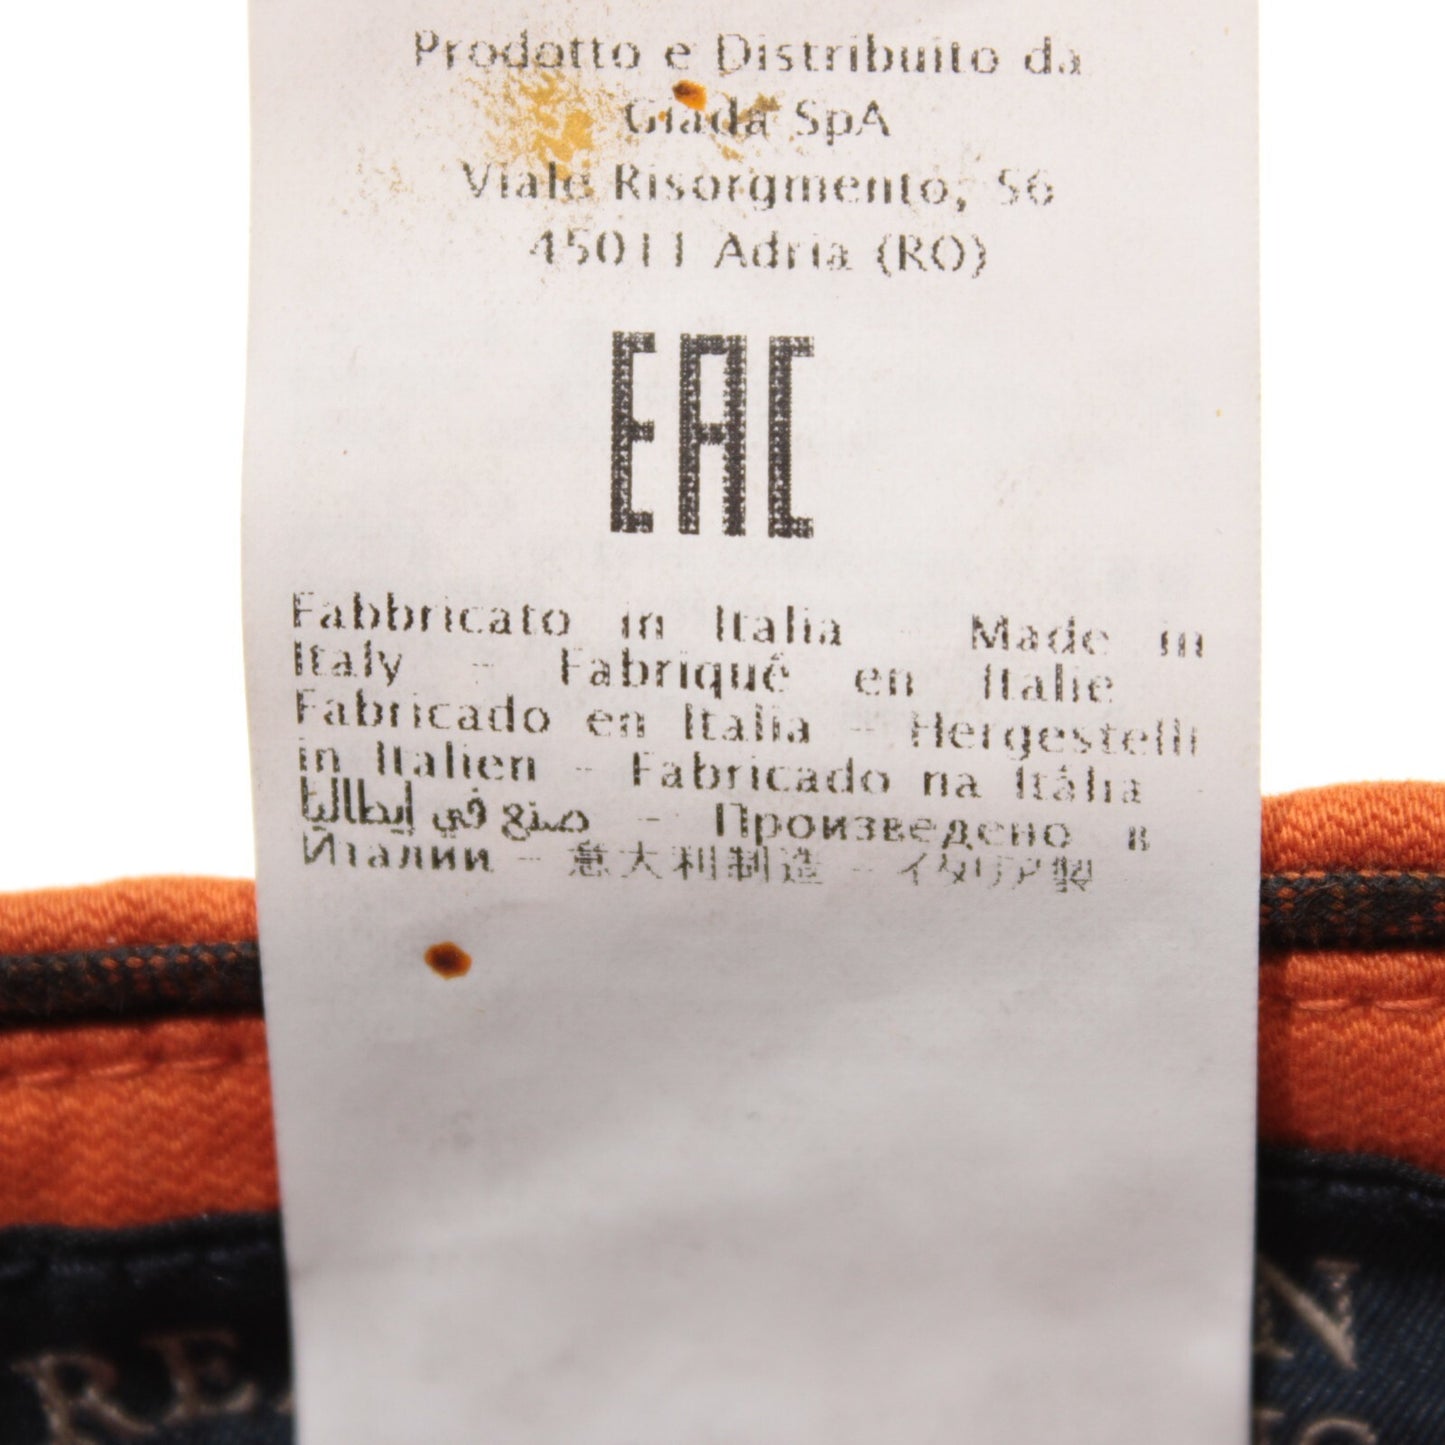 Prodotto e Distribuito da
Giada SpA
Viale Risorgmento, 56
45011 Adria (RO)
EAC
Fabbricato in Italia - Made in
Italy - Fabriqué en Italie
Fabricado en Italia - Hergestellt
in Italien - Fabricado na Itália
صنع في إيطاليا - Произведено в
Италии - 意大利制造 - イタリア製
RE N